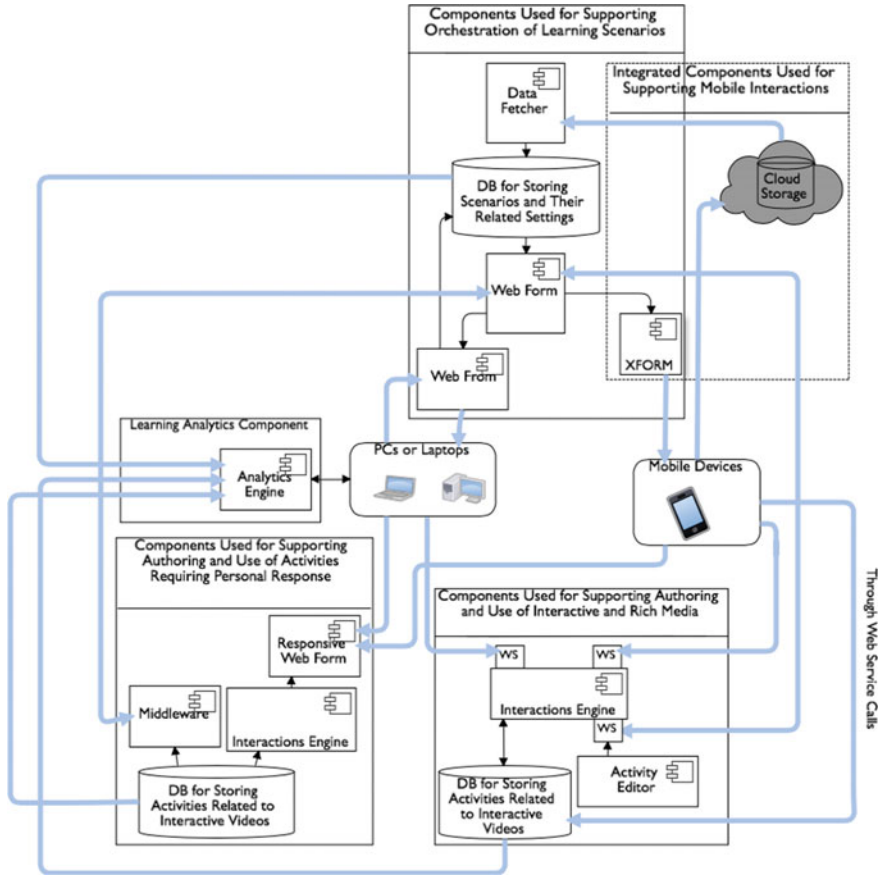 Components Used for Supporting
Orchestration of Learning Scenarios
Data
Fetcher
DB for Storing
Scenarios and Their
Related Settings
Web Form
Web From
Integrated Components Used for
Supporting Mobile Interactions
Cloud
Storage
XFORM
Learning Analytics Component
Analytics
Engine
PCs or Laptops
Mobile Devices
Components Used for Supporting
Authoring and Use of Activities
Requiring Personal Response
Responsive
Web Form
Middleware
Interactions Engine
DB for Storing
Activities Related to
Interactive Videos
Components Used for Supporting Authoring
and Use of Interactive and Rich Media
WS
WS
Interactions Engine
WS
Activity
Editor
DB for Storing
Activities Related
to Interactive
Videos
Through Web Service Calls